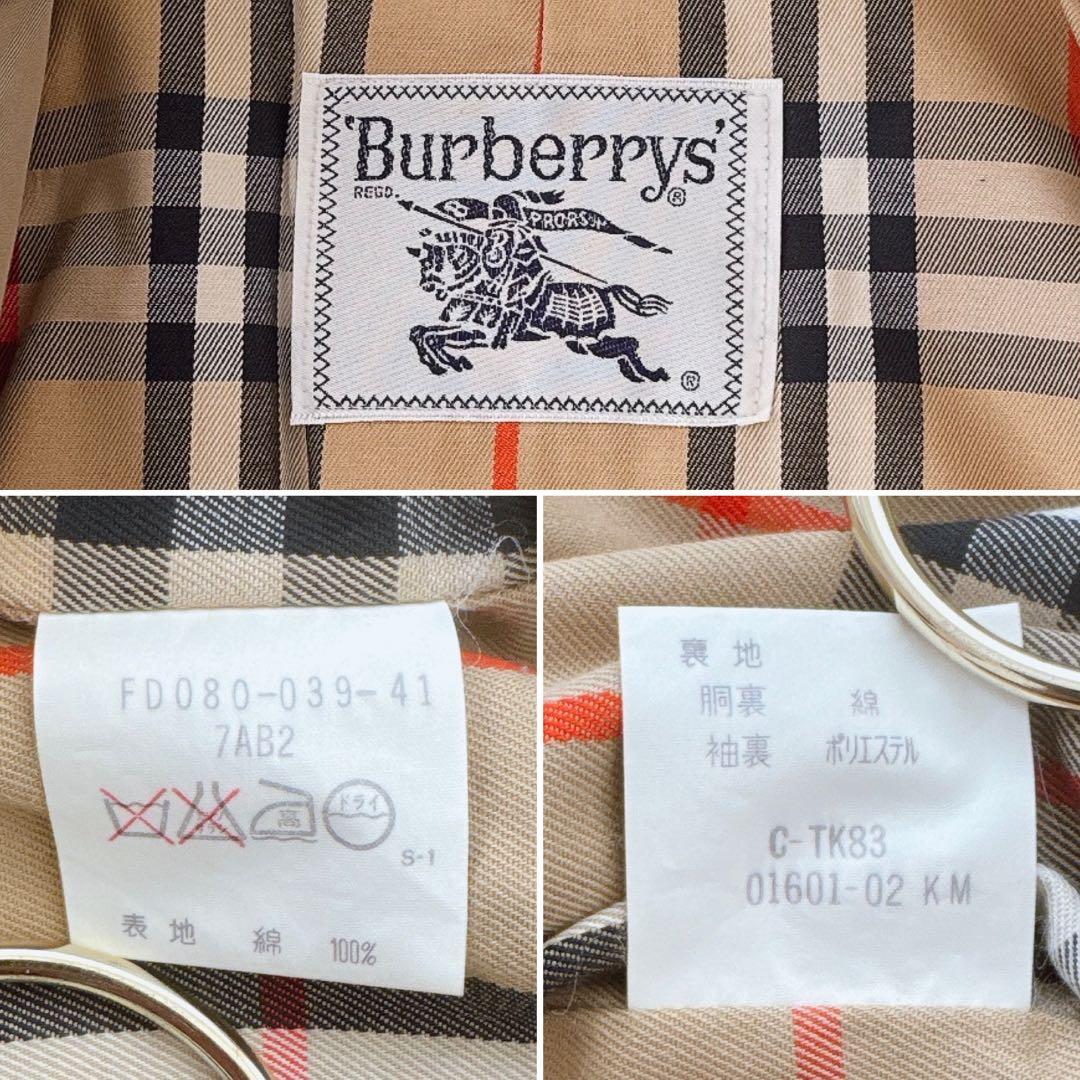 'Burberrys'
REGD. ®
PRORSUM
®
FD080-039-41
7AB2
ドライ
高
S-1
表地 綿 100%
裏地
胴裏 綿
袖裏 ポリエステル
C-TK83
01601-02 KM